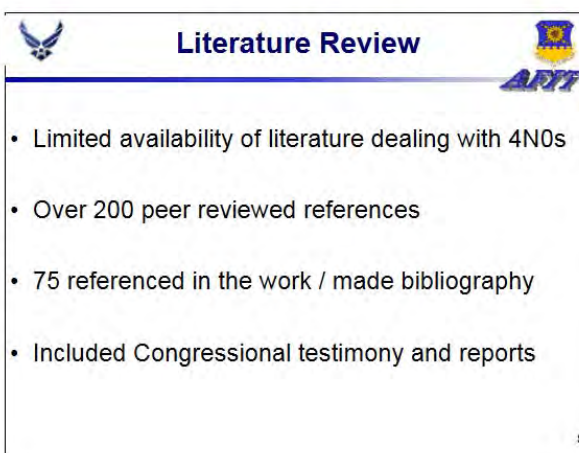 Literature Review
AFIT
• Limited availability of literature dealing with 4N0s
• Over 200 peer reviewed references
• 75 referenced in the work / made bibliography
• Included Congressional testimony and reports